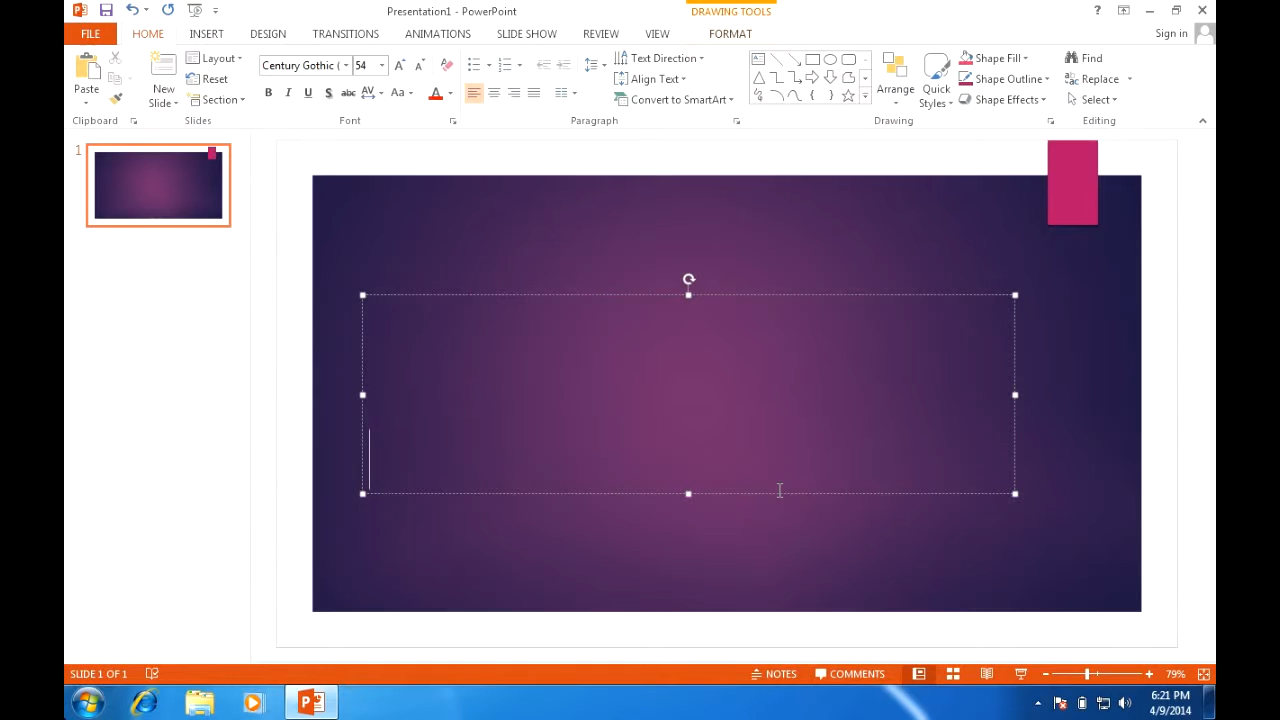 Presentation1 - PowerPoint
DRAWING TOOLS
?
FILE HOME INSERT DESIGN TRANSITIONS ANIMATIONS SLIDE SHOW REVIEW VIEW FORMAT
Sign in
Paste
Clipboard
New
Slide
Layout
Reset
Section
Slides
Century Gothic (
54
B I U S abc AV Aa A
Font
Text Direction
Align Text
Convert to SmartArt
Paragraph
Arrange
Quick
Styles
Shape Fill
Shape Outline
Shape Effects
Drawing
Find
Replace
Select
Editing
1
SLIDE 1 OF 1
NOTES
COMMENTS
79%
6:21 PM
4/9/2014